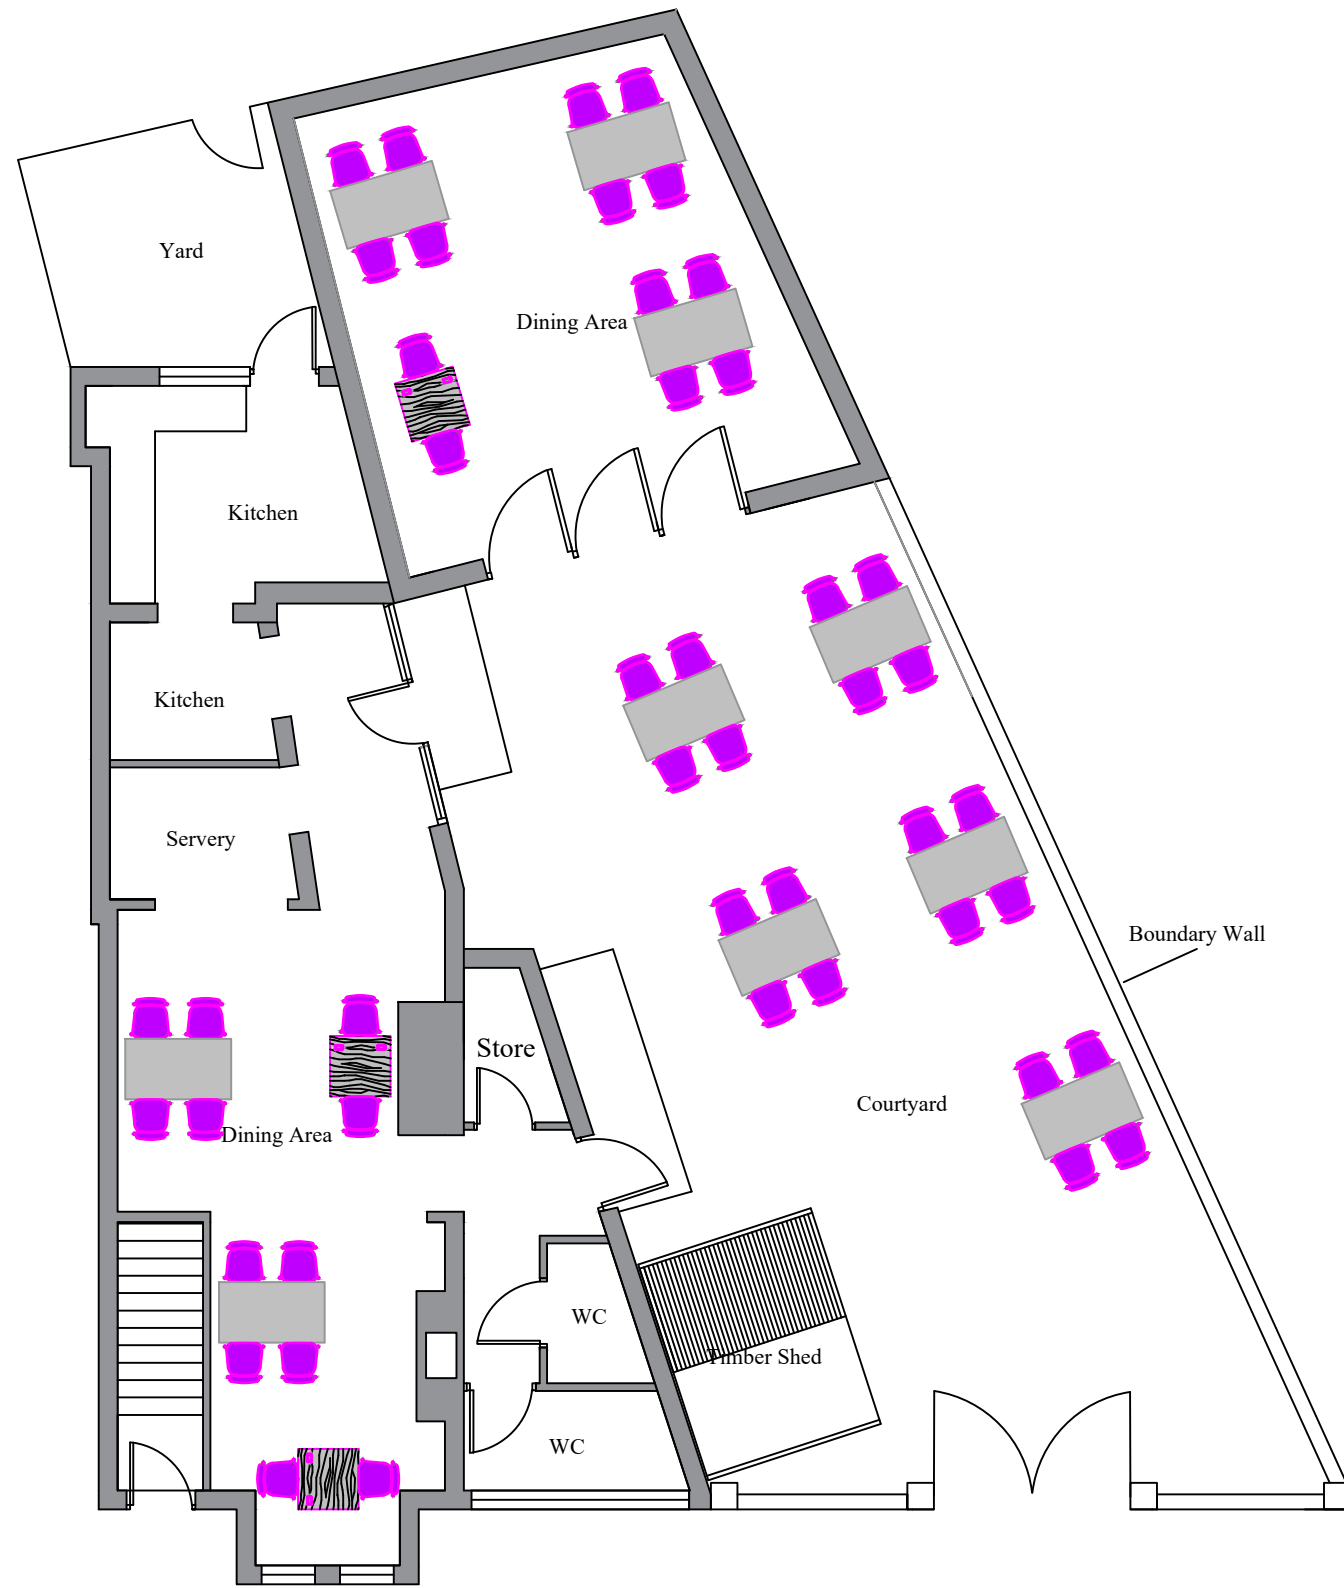 Yard
Dining Area
Kitchen
Kitchen
Servery
Boundary Wall
Store
Courtyard
Dining Area
WC
Timber Shed
WC